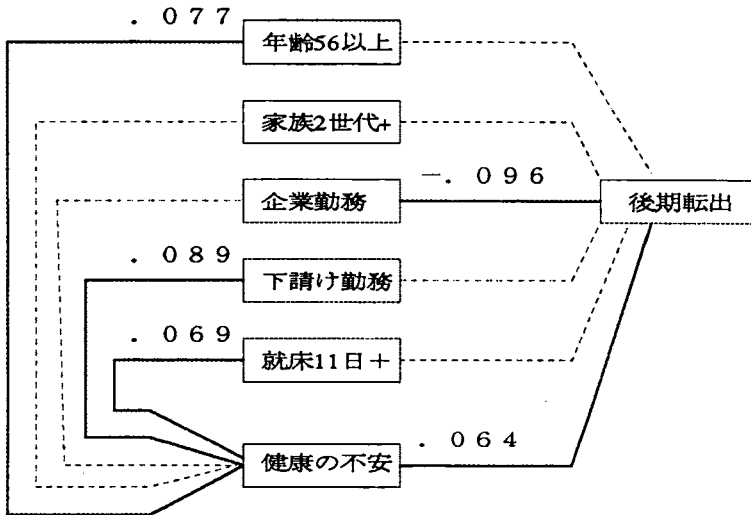 ．０７７
年齢56以上
家族2世代+
企業勤務
－．０９６
後期転出
．０８９
下請け勤務
．０６９
就床11日＋
健康の不安
．０６４